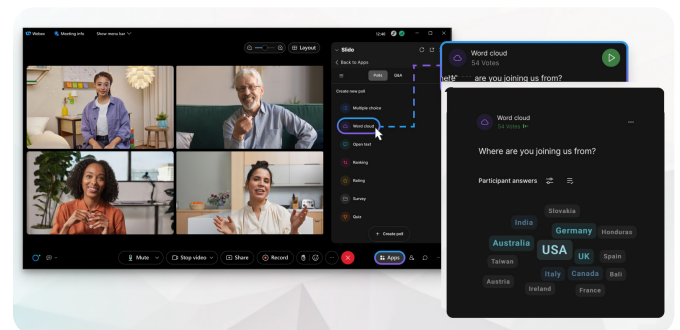 Webex Meeting info Show menu bar
12:40
Layout
Slido
Back to Apps
Polls Q&A
Create new poll
Multiple choice
Word cloud
Open text
Ranking
Rating
Survey
Quiz
+ Create poll
Mute
Stop video
Share
Record
Apps
Word cloud
54 Votes
are you joining us from?
Word cloud
54 Votes
Where are you joining us from?
Participant answers
Slovakia
India
Germany Honduras
Australia
USA
UK Spain
Taiwan
Italy Canada Bali
Austria
Ireland France